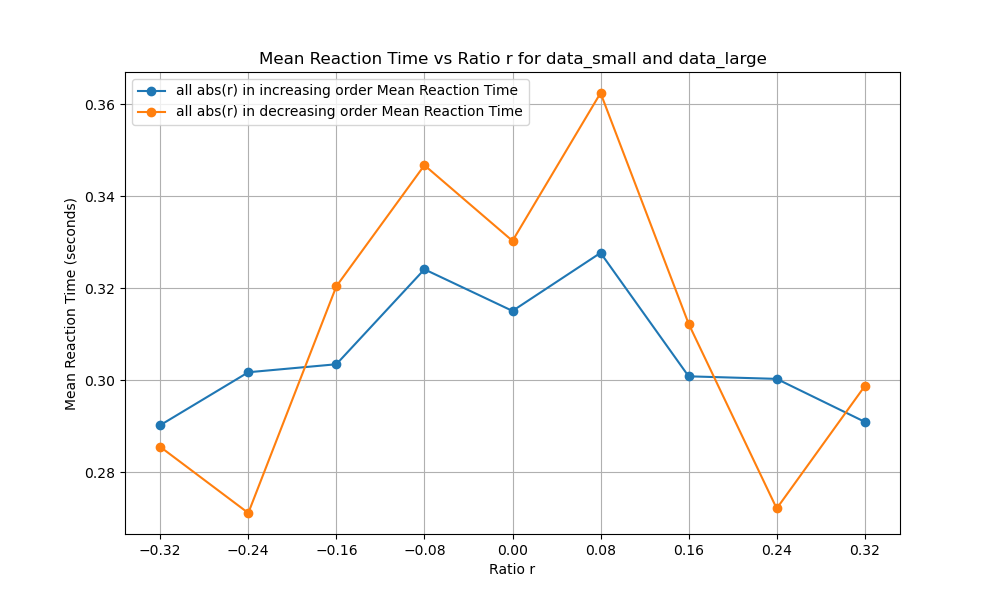 Mean Reaction Time vs Ratio r for data_small and data_large
all abs(r) in increasing order Mean Reaction Time
all abs(r) in decreasing order Mean Reaction Time
Mean Reaction Time (seconds)
0.36
0.34
0.32
0.30
0.28
−0.32 −0.24 −0.16 −0.08 0.00 0.08 0.16 0.24 0.32
Ratio r